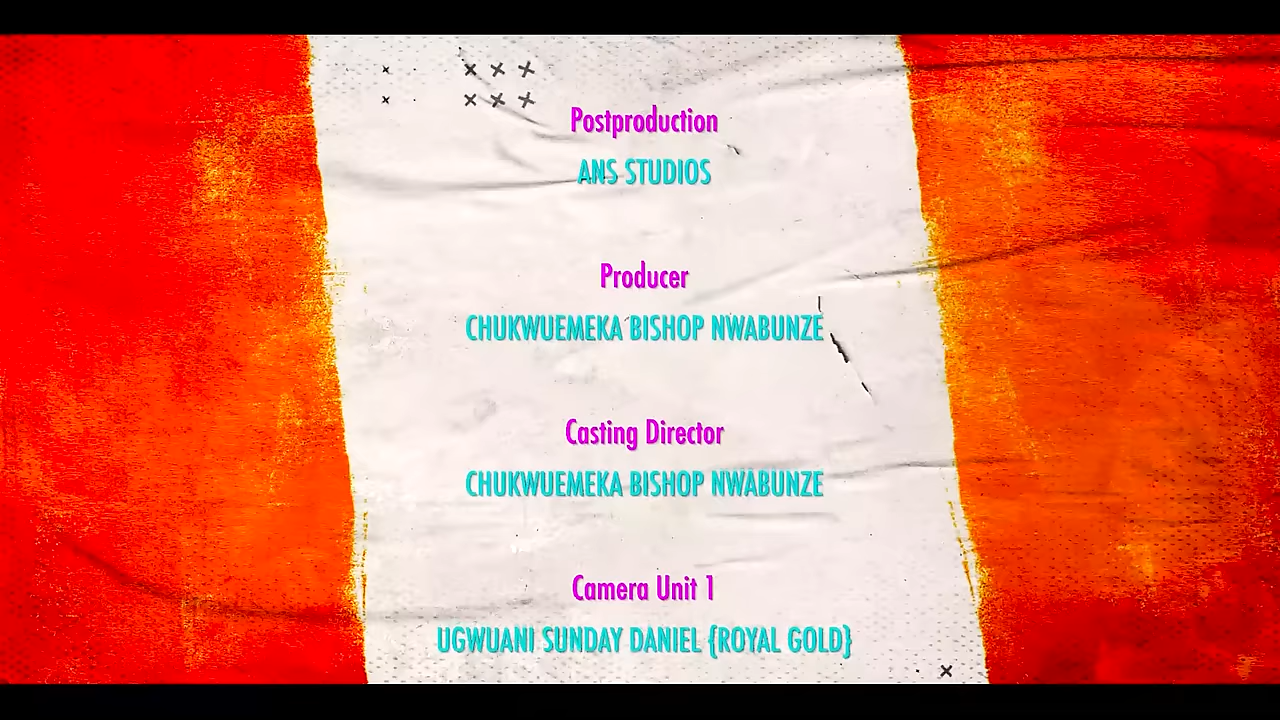 Postproduction
ANS STUDIOS
Producer
CHUKWUEMEKA BISHOP NWABUNZE
Casting Director
CHUKWUEMEKA BISHOP NWABUNZE
Camera Unit 1
UGWUANI SUNDAY DANIEL {ROYAL GOLD}